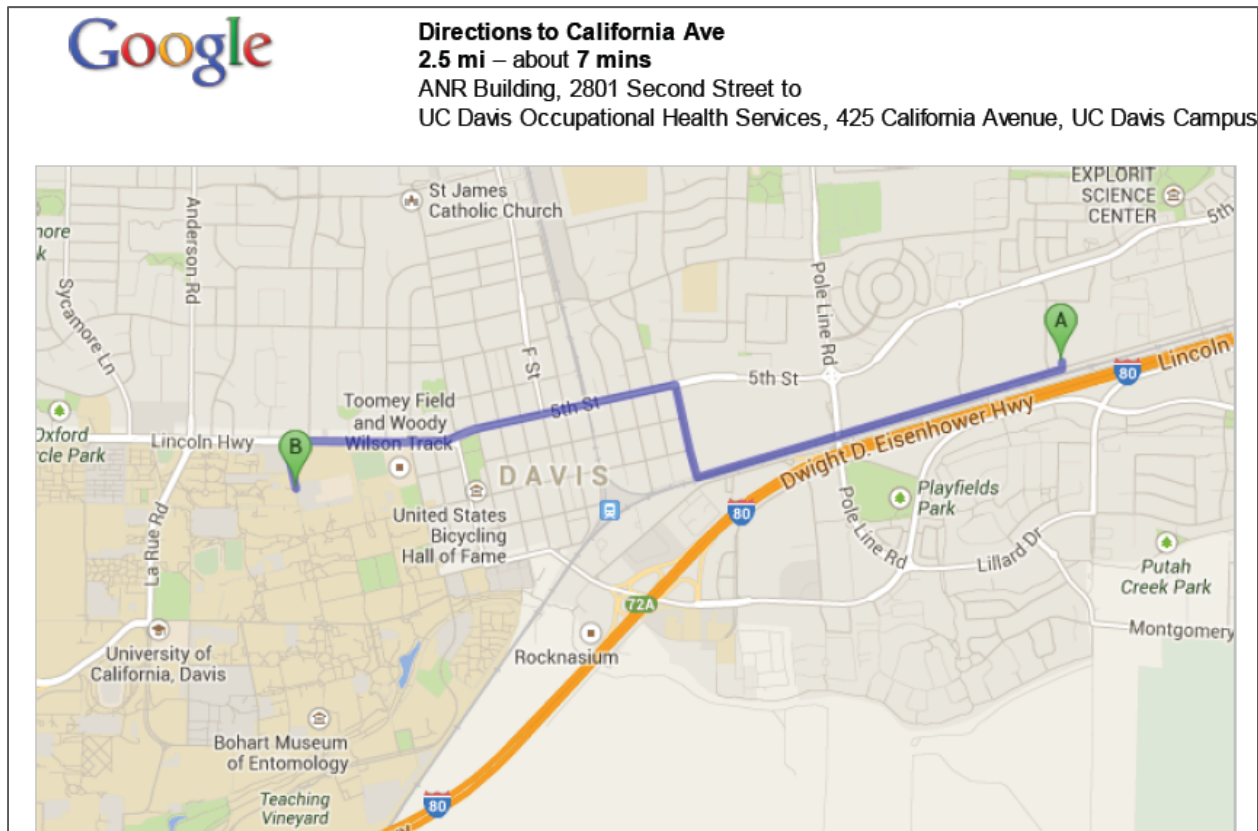 Google
Directions to California Ave
2.5 mi – about 7 mins
ANR Building, 2801 Second Street to
UC Davis Occupational Health Services, 425 California Avenue, UC Davis Campus
EXPLORIT
SCIENCE
CENTER
5th
St James
Catholic Church
Anderson Rd
Sycamore Ln
Pole Line Rd
F St
A
80
Lincoln
5th St
5th St
Toomey Field
and Woody
Wilson Track
Dwight D. Eisenhower Hwy
Oxford
rcle Park
Lincoln Hwy
B
DAVIS
80
Playfields
Park
Pole Line Rd
United States
Bicycling
Hall of Fame
La Rue Rd
Lillard Dr
Putah
Creek Park
72A
Montgomery
University of
California, Davis
Rocknasium
Bohart Museum
of Entomology
Teaching
Vineyard
80